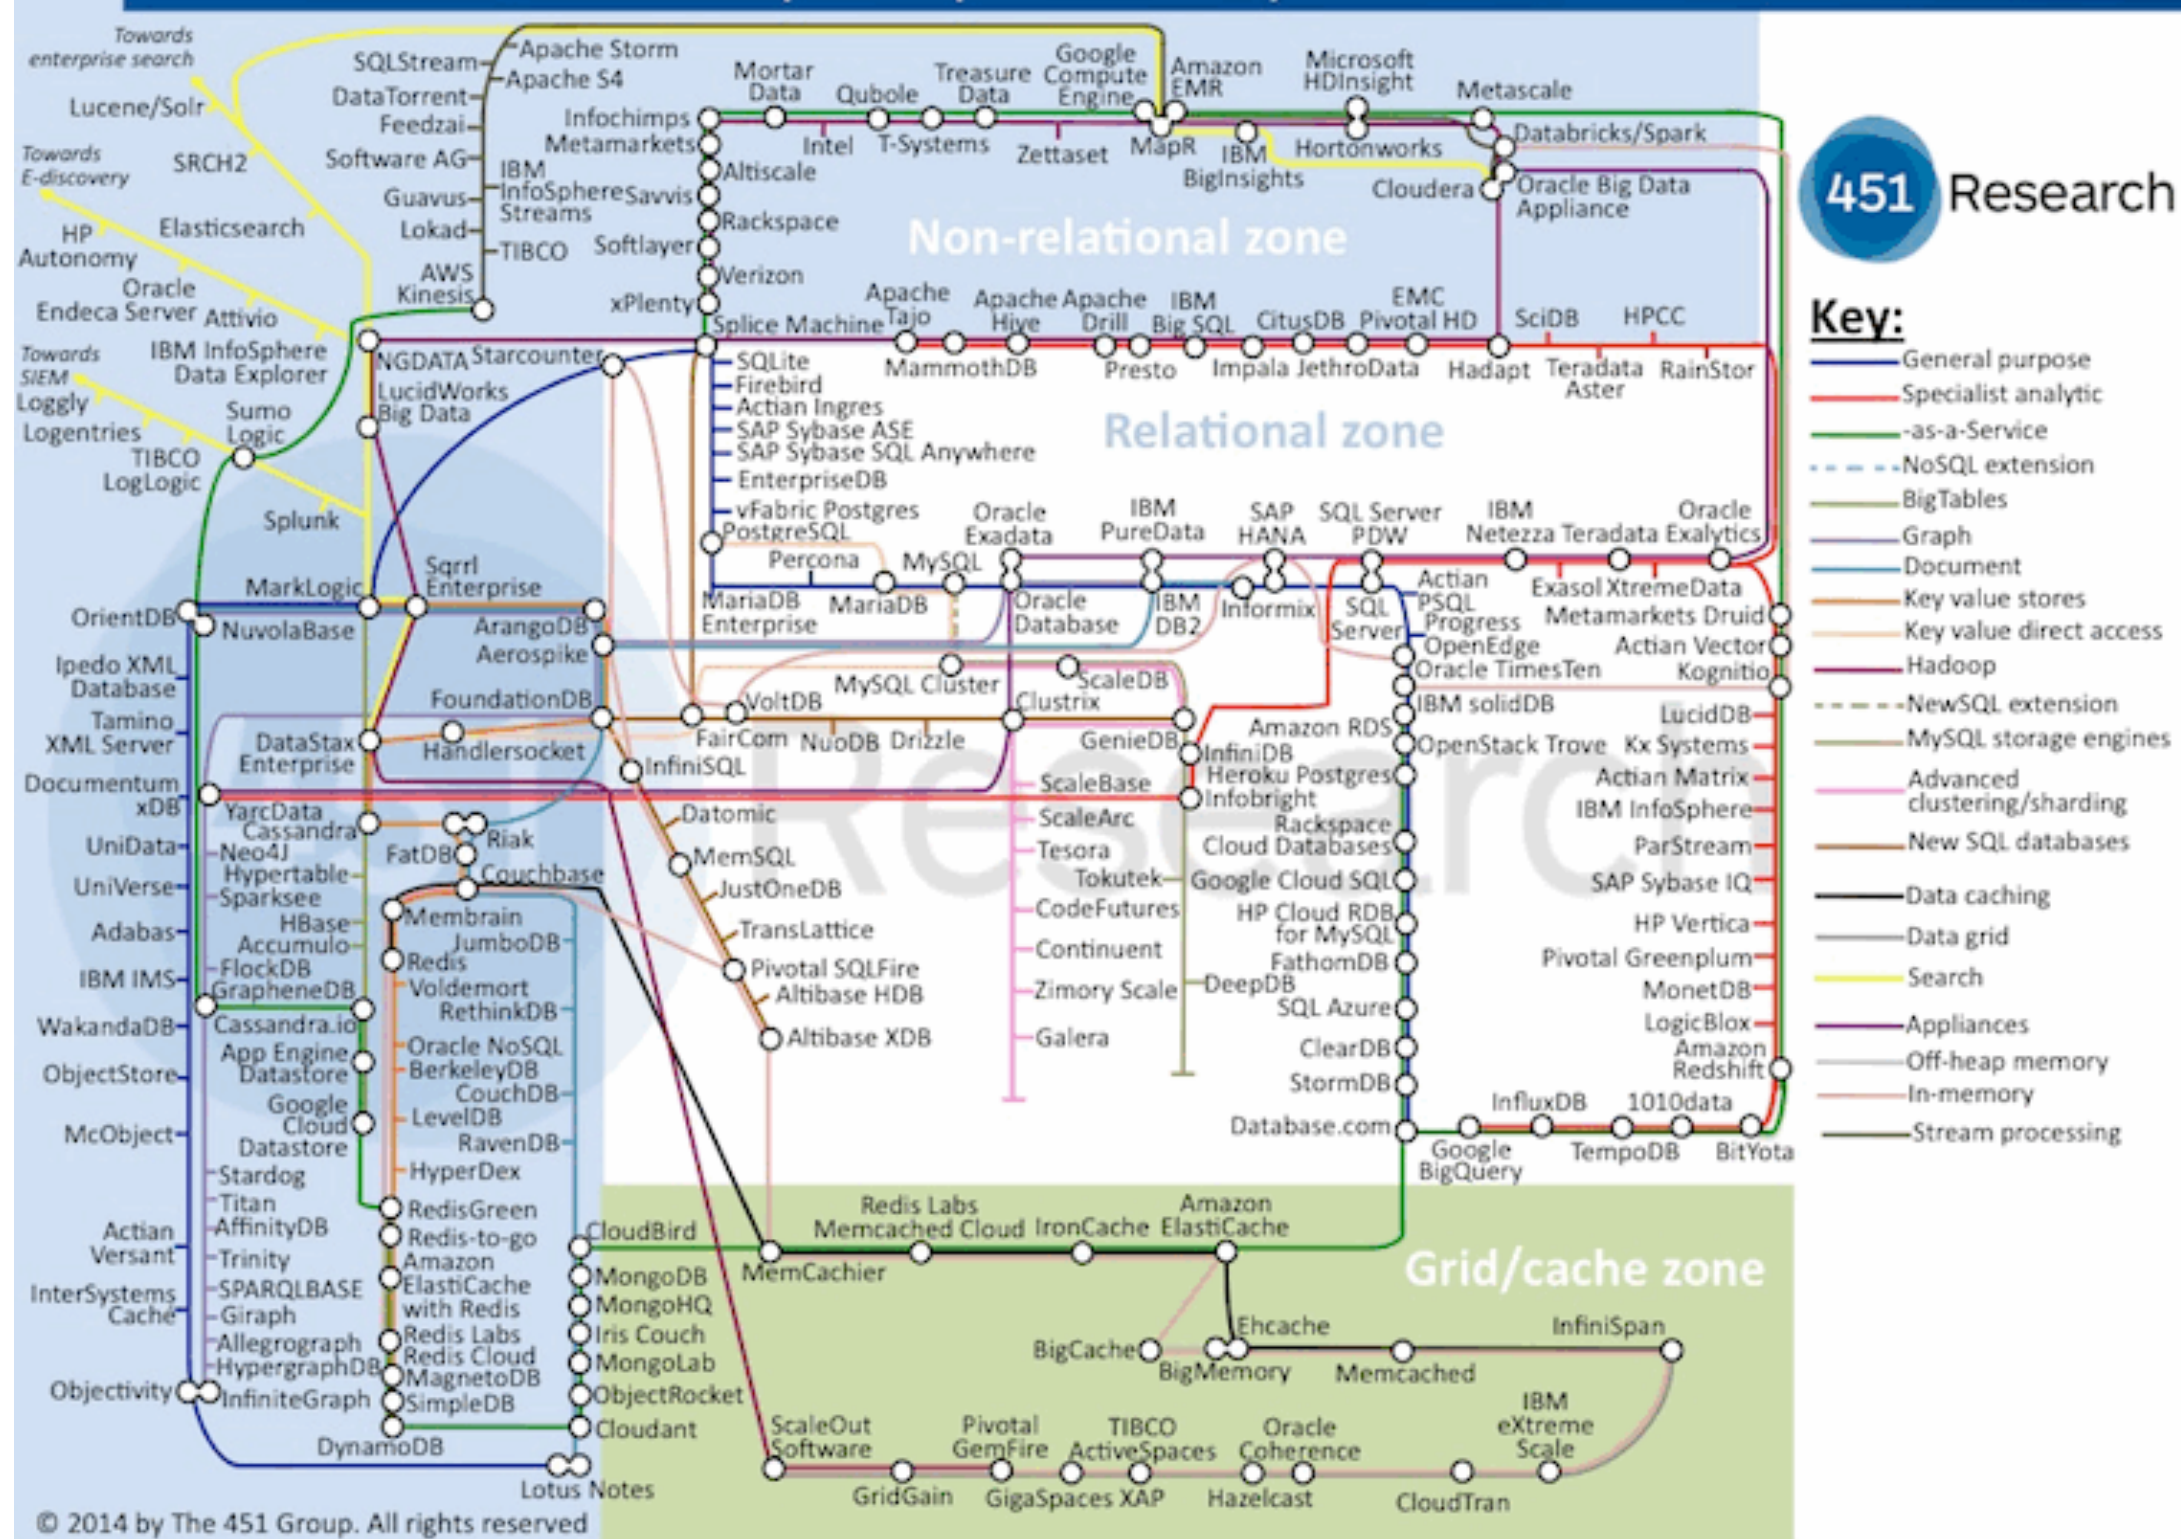 Towards
enterprise search
Lucene/Solr
SRCH2
Towards
E-discovery
HP
Autonomy
Elasticsearch
Oracle
Endeca Server
Attivio
IBM InfoSphere
Data Explorer
Towards
SIEM
Loggly
Logentries
Sumo
Logic
TIBCO
LogLogic
Splunk
SQLStream
Apache Storm
Apache S4
DataTorrent
Feedzai
Software AG
IBM
InfoSphere
Streams
Guavus
Lokad
TIBCO
AWS
Kinesis
Infochimps
Metamarkets
Altiscale
Savvis
Rackspace
Softlayer
Verizon
xPlenty
Mortar
Data
Qubole
Treasure
Data
Google
Compute
Engine
Amazon
EMR
Microsoft
HDInsight
Metascale
Intel
T-Systems
Zettaset
MapR
IBM
BigInsights
Hortonworks
Databricks/Spark
Cloudera
Oracle Big Data
Appliance
Non-relational zone
451 Research
Splice Machine
Apache
Tajo
Apache
Hive
Apache
Drill
IBM
Big SQL
CitusDB
EMC
Pivotal HD
SciDB
HPCC
MammothDB
Presto
Impala
JethroData
Hadapt
Teradata
Aster
RainStor
NGDATA
Starcounter
LucidWorks
Big Data
SQLite
Firebird
Actian Ingres
SAP Sybase ASE
SAP Sybase SQL Anywhere
EnterpriseDB
vFabric Postgres
PostgreSQL
Relational zone
Percona
MySQL
Oracle
Exadata
IBM
PureData
SAP
HANA
SQL Server
PDW
IBM
Netezza
Teradata
Oracle
Exalytics
MariaDB
Enterprise
MariaDB
Oracle
Database
IBM
DB2
Informix
SQL
Server
Actian
PSQL
Progress
OpenEdge
Exasol
XtremeData
Metamarkets Druid
Actian Vector
Kognitio
MarkLogic
Sqrrl
Enterprise
OrientDB
NuvolaBase
ArangoDB
Aerospike
Ipedo XML
Database
Tamino
XML Server
FoundationDB
DataStax
Enterprise
Handlersocket
MySQL Cluster
ScaleDB
VoltDB
FairCom
NuoDB
Drizzle
Clustrix
GenieDB
Oracle TimesTen
IBM solidDB
Amazon RDS
OpenStack Trove
InfiniDB
Heroku Postgres
Infobright
Rackspace
Cloud Databases
Google Cloud SQL
HP Cloud RDB
for MySQL
FathomDB
SQL Azure
ClearDB
StormDB
Database.com
LucidDB
Kx Systems
Actian Matrix
IBM InfoSphere
ParStream
SAP Sybase IQ
HP Vertica
Pivotal Greenplum
MonetDB
LogicBlox
Amazon
Redshift
InfluxDB
1010data
Google
BigQuery
TempoDB
BitYota
InfiniSQL
Datomic
MemSQL
JustOneDB
TransLattice
Pivotal SQLFire
Altibase HDB
Altibase XDB
ScaleBase
ScaleArc
Tesora
Tokutek
CodeFutures
Continuent
Zimory Scale
DeepDB
Galera
Research
Documentum
xDB
UniData
UniVerse
Adabas
IBM IMS
WakandaDB
ObjectStore
McObject
Actian
Versant
InterSystems
Caché
Objectivity
YarcData
Cassandra
Neo4J
Hypertable
Sparksee
HBase
Accumulo
FlockDB
GrapheneDB
Cassandra.io
App Engine
Datastore
Google
Cloud
Datastore
Stardog
Titan
AffinityDB
Trinity
SPARQLBASE
Giraph
Allegrograph
HypergraphDB
InfiniteGraph
Riak
FatDB
Couchbase
Membrain
JumboDB
Redis
Voldemort
RethinkDB
Oracle NoSQL
BerkeleyDB
CouchDB
LevelDB
RavenDB
HyperDex
RedisGreen
Redis-to-go
Amazon
ElastiCache
with Redis
Redis Labs
Redis Cloud
MagnetoDB
SimpleDB
DynamoDB
CloudBird
MongoDB
MongoHQ
Iris Couch
MongoLab
ObjectRocket
Cloudant
Lotus Notes
MemCachier
Redis Labs
Memcached Cloud
IronCache
Amazon
ElastiCache
Grid/cache zone
BigCache
Ehcache
BigMemory
Memcached
InfiniSpan
ScaleOut
Software
GridGain
Pivotal
GemFire
GigaSpaces XAP
TIBCO
ActiveSpaces
Hazelcast
Oracle
Coherence
CloudTran
IBM
eXtreme
Scale
Key:
General purpose
Specialist analytic
-as-a-Service
NoSQL extension
BigTables
Graph
Document
Key value stores
Key value direct access
Hadoop
NewSQL extension
MySQL storage engines
Advanced
clustering/sharding
New SQL databases
Data caching
Data grid
Search
Appliances
Off-heap memory
In-memory
Stream processing
© 2014 by The 451 Group. All rights reserved